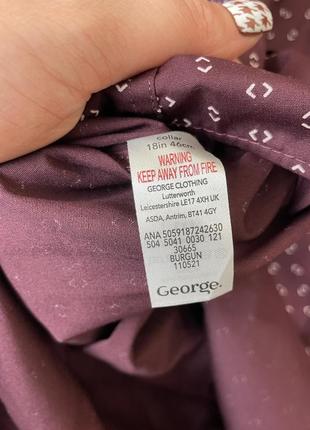 collar
18in 46cm
WARNING
KEEP AWAY FROM FIRE
GEORGE CLOTHING
Lutterworth
Leicestershire LE17 4XH UK
ASDA, Antrim, BT41 4GY
ANA 5059187242630
504 5041 0030 121
30665
BURGUN
110521
George.